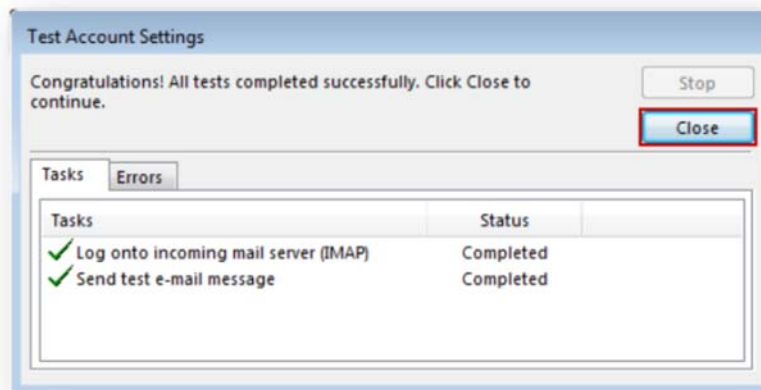 Test Account Settings
Congratulations! All tests completed successfully. Click Close to
continue.
Stop
Close
Tasks Errors
Tasks Status
Log onto incoming mail server (IMAP) Completed
Send test e-mail message Completed